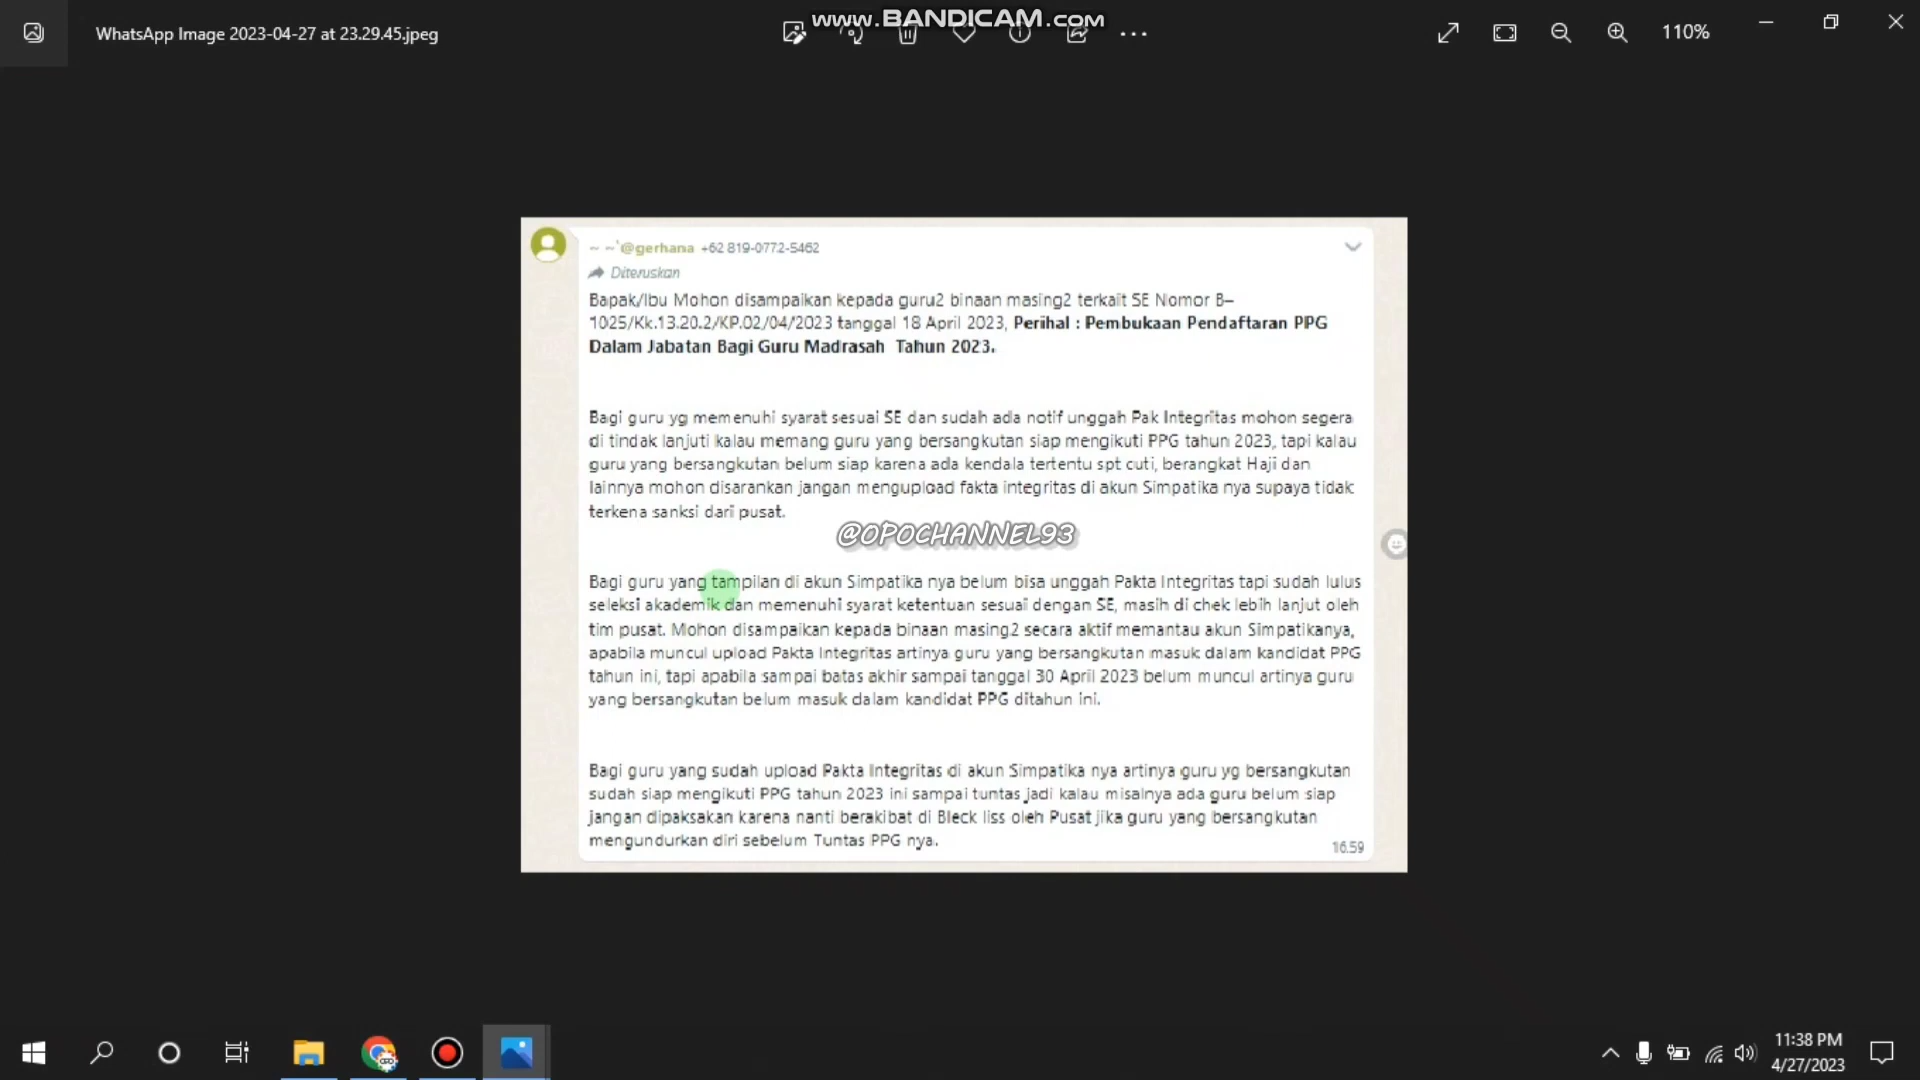 www.BANDICAM.com
WhatsApp Image 2023-04-27 at 23.29.45.jpeg
110%
~ ~`@gerhana +62 819-0772-5462
Diteruskan
Bapak/Ibu Mohon disampaikan kepada guru2 binaan masing2 terkait SE Nomor B–
1025/Kk.13.20.2/KP.02/04/2023 tanggal 18 April 2023, Perihal : Pembukaan Pendaftaran PPG
Dalam Jabatan Bagi Guru Madrasah Tahun 2023.
Bagi guru yg memenuhi syarat sesuai SE dan sudah ada notif unggah Pak Integritas mohon segera
di tindak lanjuti kalau memang guru yang bersangkutan siap mengikuti PPG tahun 2023, tapi kalau
guru yang bersangkutan belum siap karena ada kendala tertentu spt cuti, berangkat Haji dan
lainnya mohon disarankan jangan mengupload fakta integritas di akun Simpatika nya supaya tidak
terkena sanksi dari pusat.
@OPOCHANNEL93
Bagi guru yang tampilan di akun Simpatika nya belum bisa unggah Pakta Integritas tapi sudah lulus
seleksi akademik dan memenuhi syarat ketentuan sesuai dengan SE, masih di chek lebih lanjut oleh
tim pusat. Mohon disampaikan kepada binaan masing2 secara aktif memantau akun Simpatikanya,
apabila muncul upload Pakta Integritas artinya guru yang bersangkutan masuk dalam kandidat PPG
tahun ini, tapi apabila sampai batas akhir sampai tanggal 30 April 2023 belum muncul artinya guru
yang bersangkutan belum masuk dalam kandidat PPG ditahun ini.
Bagi guru yang sudah upload Pakta Integritas di akun Simpatika nya artinya guru yg bersangkutan
sudah siap mengikuti PPG tahun 2023 ini sampai tuntas jadi kalau misalnya ada guru belum siap
jangan dipaksakan karena nanti berakibat di Bleck liss oleh Pusat jika guru yang bersangkutan
mengundurkan diri sebelum Tuntas PPG nya.
16.59
11:38 PM
4/27/2023